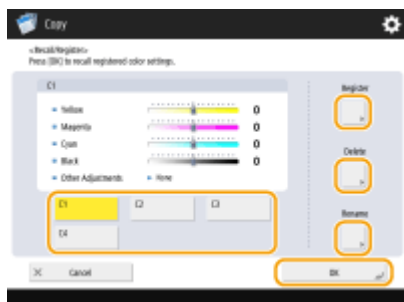 Copy
<Recall/Register>
Press [OK] to recall registered color settings.
C1
Yellow 0
Magenta 0
Cyan 0
Black 0
Other Adjustments None
Register
Delete
Rename
C1 C2 C3
C4
Cancel
OK